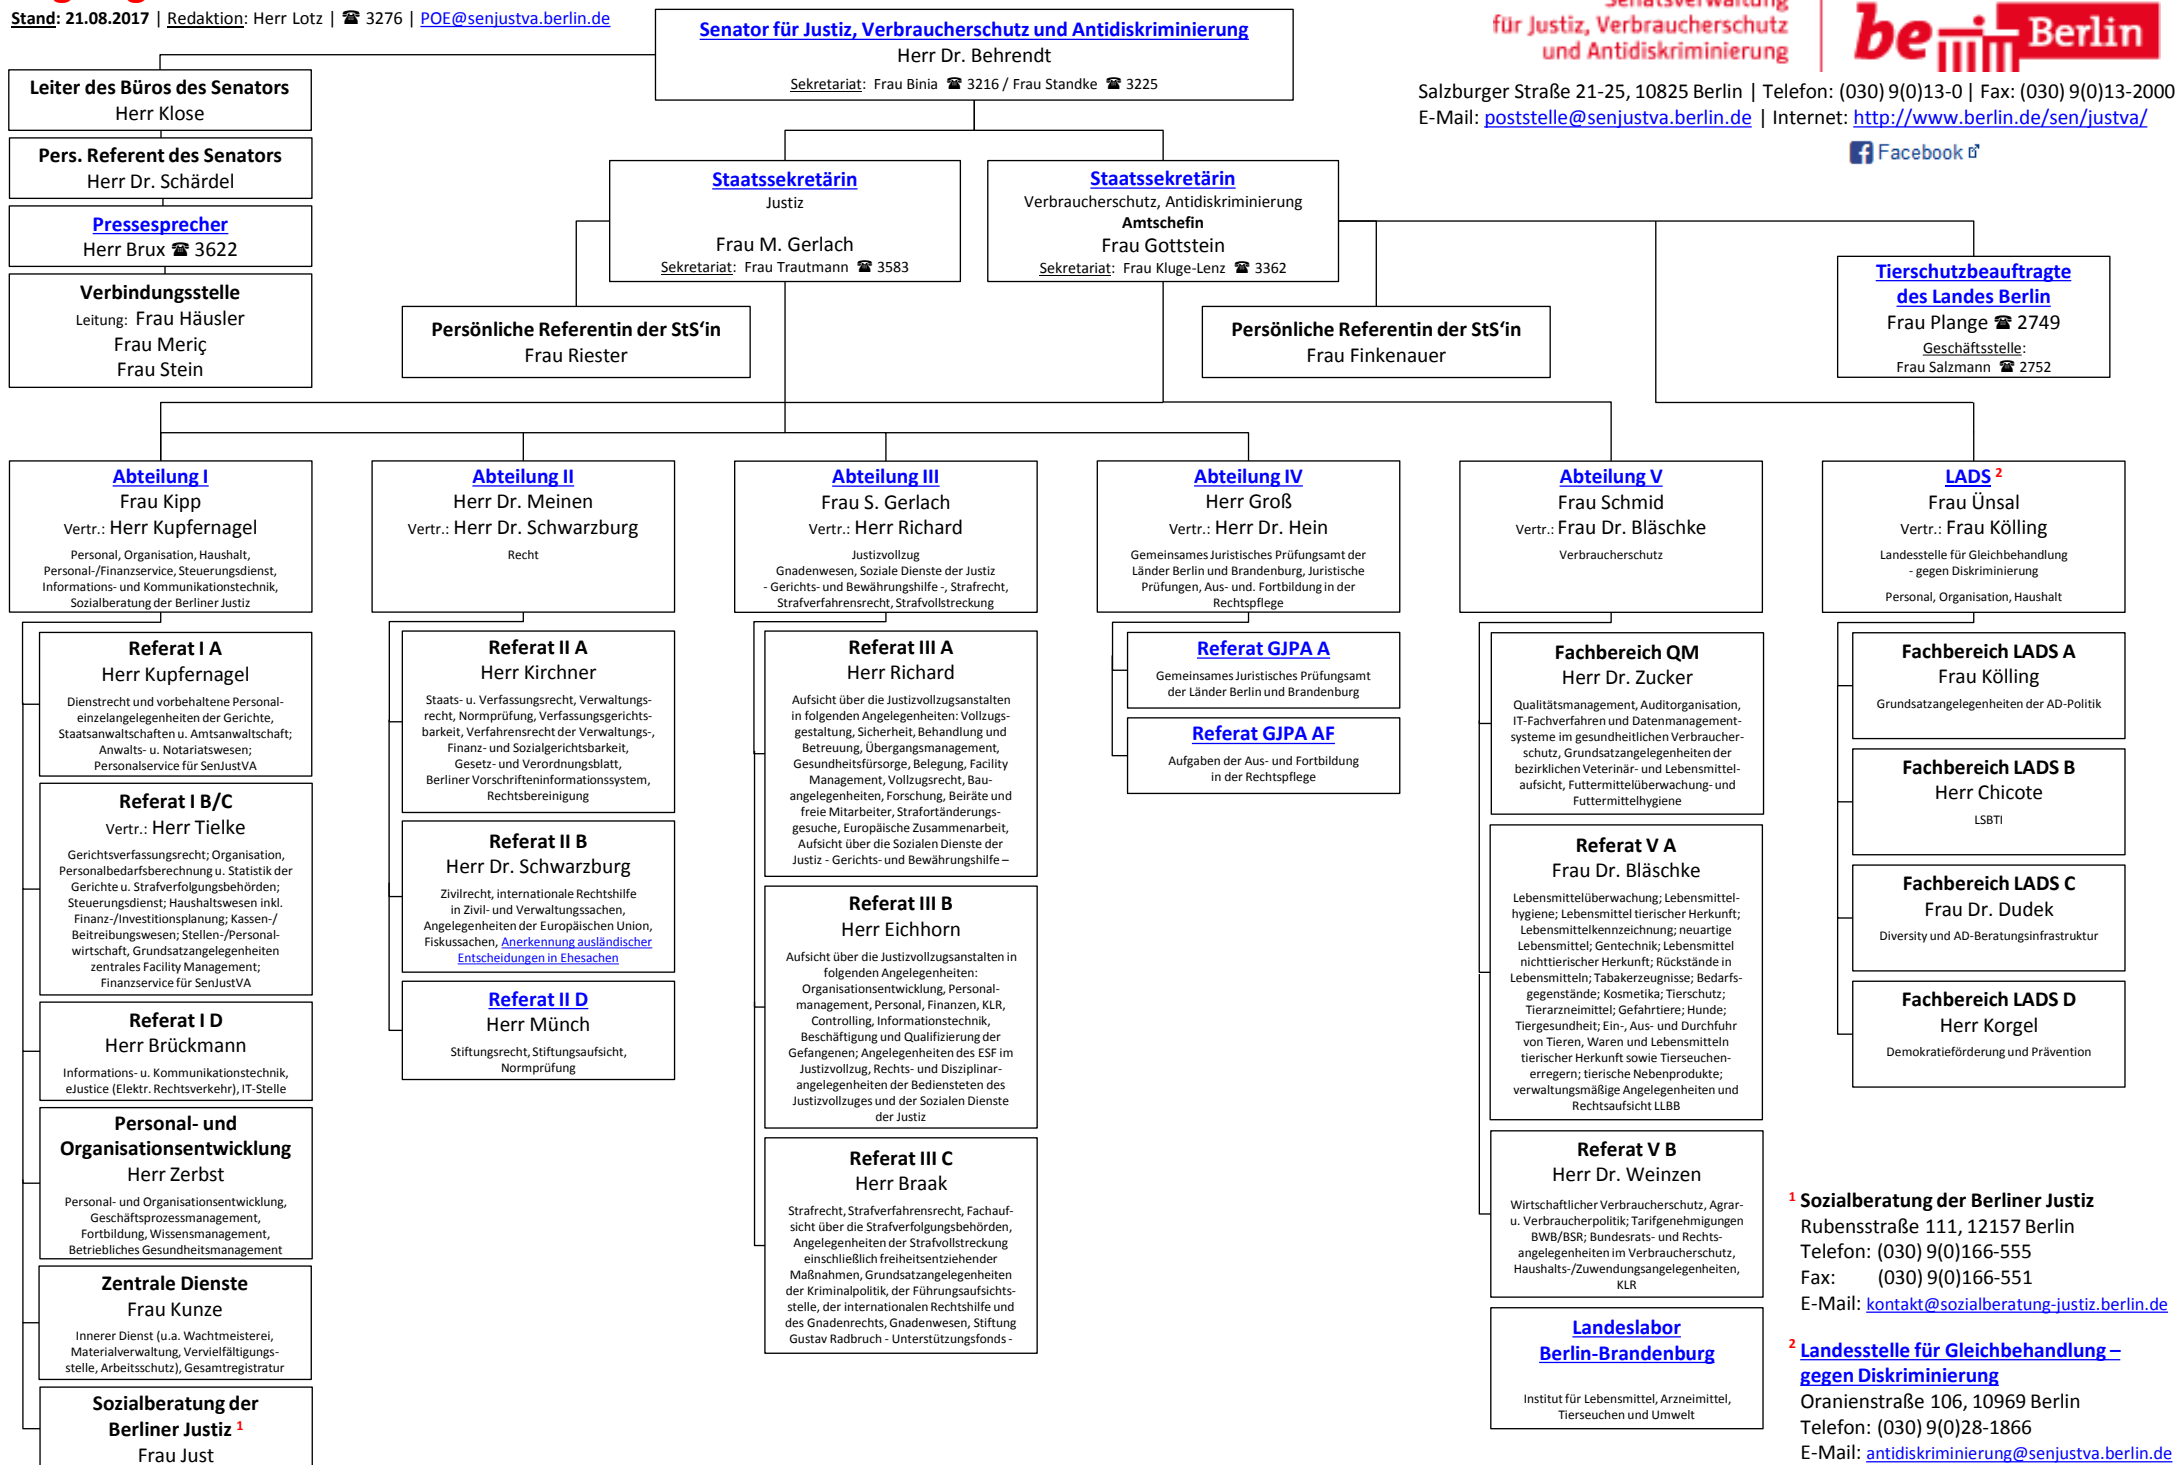 Stand: 21.08.2017 | Redaktion: Herr Lotz | ☎ 3276 | POE@senjustva.berlin.de
Senator für Justiz, Verbraucherschutz und Antidiskriminierung
Herr Dr. Behrendt
Sekretariat: Frau Binia ☎ 3216 / Frau Standke ☎ 3225
Senatsverwaltung
für Justiz, Verbraucherschutz
und Antidiskriminierung
be Berlin
Salzburger Straße 21-25, 10825 Berlin | Telefon: (030) 9(0)13-0 | Fax: (030) 9(0)13-2000
E-Mail: poststelle@senjustva.berlin.de | Internet: http://www.berlin.de/sen/justva/
Facebook
Leiter des Büros des Senators
Herr Klose
Pers. Referent des Senators
Herr Dr. Schärdel
Pressesprecher
Herr Brux ☎ 3622
Verbindungsstelle
Leitung: Frau Häusler
Frau Meriç
Frau Stein
Staatssekretärin
Justiz
Frau M. Gerlach
Sekretariat: Frau Trautmann ☎ 3583
Staatssekretärin
Verbraucherschutz, Antidiskriminierung
Amtschefin
Frau Gottstein
Sekretariat: Frau Kluge-Lenz ☎ 3362
Persönliche Referentin der StS‘in
Frau Riester
Persönliche Referentin der StS‘in
Frau Finkenauer
Tierschutzbeauftragte
des Landes Berlin
Frau Plange ☎ 2749
Geschäftsstelle:
Frau Salzmann ☎ 2752
Abteilung I
Frau Kipp
Vertr.: Herr Kupfernagel
Personal, Organisation, Haushalt,
Personal-/Finanzservice, Steuerungsdienst,
Informations- und Kommunikationstechnik,
Sozialberatung der Berliner Justiz
Referat I A
Herr Kupfernagel
Dienstrecht und vorbehaltene Personal-
einzelangelegenheiten der Gerichte,
Staatsanwaltschaften u. Amtsanwaltschaft;
Anwalts- u. Notariatswesen;
Personalservice für SenJustVA
Referat I B/C
Vertr.: Herr Tielke
Gerichtsverfassungsrecht; Organisation,
Personalbedarfsberechnung u. Statistik der
Gerichte u. Strafverfolgungsbehörden;
Steuerungsdienst; Haushaltswesen inkl.
Finanz-/Investitionsplanung; Kassen-/
Beitreibungswesen; Stellen-/Personal-
wirtschaft, Grundsatzangelegenheiten
zentrales Facility Management;
Finanzservice für SenJustVA
Referat I D
Herr Brückmann
Informations- u. Kommunikationstechnik,
eJustice (Elektr. Rechtsverkehr), IT-Stelle
Personal- und
Organisationsentwicklung
Herr Zerbst
Personal- und Organisationsentwicklung,
Geschäftsprozessmanagement,
Fortbildung, Wissensmanagement,
Betriebliches Gesundheitsmanagement
Zentrale Dienste
Frau Kunze
Innerer Dienst (u.a. Wachtmeisterei,
Materialverwaltung, Vervielfältigungs-
stelle, Arbeitsschutz), Gesamtregistratur
Sozialberatung der
Berliner Justiz 1
Frau Just
Abteilung II
Herr Dr. Meinen
Vertr.: Herr Dr. Schwarzburg
Recht
Referat II A
Herr Kirchner
Staats- u. Verfassungsrecht, Verwaltungs-
recht, Normprüfung, Verfassungsgerichts-
barkeit, Verfahrensrecht der Verwaltungs-,
Finanz- und Sozialgerichtsbarkeit,
Gesetz- und Verordnungsblatt,
Berliner Vorschrifteninformationssystem,
Rechtsbereinigung
Referat II B
Herr Dr. Schwarzburg
Zivilrecht, internationale Rechtshilfe
in Zivil- und Verwaltungssachen,
Angelegenheiten der Europäischen Union,
Fiskussachen, Anerkennung ausländischer
Entscheidungen in Ehesachen
Referat II D
Herr Münch
Stiftungsrecht, Stiftungsaufsicht,
Normprüfung
Abteilung III
Frau S. Gerlach
Vertr.: Herr Richard
Justizvollzug
Gnadenwesen, Soziale Dienste der Justiz
- Gerichts- und Bewährungshilfe -, Strafrecht,
Strafverfahrensrecht, Strafvollstreckung
Referat III A
Herr Richard
Aufsicht über die Justizvollzugsanstalten
in folgenden Angelegenheiten: Vollzugs-
gestaltung, Sicherheit, Behandlung und
Betreuung, Übergangsmanagement,
Gesundheitsfürsorge, Belegung, Facility
Management, Vollzugsrecht, Bau-
angelegenheiten, Forschung, Beiräte und
freie Mitarbeiter, Strafortänderungs-
gesuche, Europäische Zusammenarbeit,
Aufsicht über die Sozialen Dienste der
Justiz - Gerichts- und Bewährungshilfe –
Referat III B
Herr Eichhorn
Aufsicht über die Justizvollzugsanstalten in
folgenden Angelegenheiten:
Organisationsentwicklung, Personal-
management, Personal, Finanzen, KLR,
Controlling, Informationstechnik,
Beschäftigung und Qualifizierung der
Gefangenen; Angelegenheiten des ESF im
Justizvollzug, Rechts- und Disziplinar-
angelegenheiten der Bediensteten des
Justizvollzuges und der Sozialen Dienste
der Justiz
Referat III C
Herr Braak
Strafrecht, Strafverfahrensrecht, Fachauf-
sicht über die Strafverfolgungsbehörden,
Angelegenheiten der Strafvollstreckung
einschließlich freiheitsentziehender
Maßnahmen, Grundsatzangelegenheiten
der Kriminalpolitik, der Führungsaufsichts-
stelle, der internationalen Rechtshilfe und
des Gnadenrechts, Gnadenwesen, Stiftung
Gustav Radbruch - Unterstützungsfonds -
Abteilung IV
Herr Groß
Vertr.: Herr Dr. Hein
Gemeinsames Juristisches Prüfungsamt der
Länder Berlin und Brandenburg, Juristische
Prüfungen, Aus- und. Fortbildung in der
Rechtspflege
Referat GJPA A
Gemeinsames Juristisches Prüfungsamt
der Länder Berlin und Brandenburg
Referat GJPA AF
Aufgaben der Aus- und Fortbildung
in der Rechtspflege
Abteilung V
Frau Schmid
Vertr.: Frau Dr. Bläschke
Verbraucherschutz
Fachbereich QM
Herr Dr. Zucker
Qualitätsmanagement, Auditorganisation,
IT-Fachverfahren und Datenmanagement-
systeme im gesundheitlichen Verbraucher-
schutz, Grundsatzangelegenheiten der
bezirklichen Veterinär- und Lebensmittel-
aufsicht, Futtermittelüberwachung- und
Futtermittelhygiene
Referat V A
Frau Dr. Bläschke
Lebensmittelüberwachung; Lebensmittel-
hygiene; Lebensmittel tierischer Herkunft;
Lebensmittelkennzeichnung; neuartige
Lebensmittel; Gentechnik; Lebensmittel
nichttierischer Herkunft; Rückstände in
Lebensmitteln; Tabakerzeugnisse; Bedarfs-
gegenstände; Kosmetika; Tierschutz;
Tierarzneimittel; Gefahrtiere; Hunde;
Tiergesundheit; Ein-, Aus- und Durchfuhr
von Tieren, Waren und Lebensmitteln
tierischer Herkunft sowie Tierseuchen-
erregern; tierische Nebenprodukte;
verwaltungsmäßige Angelegenheiten und
Rechtsaufsicht LLBB
Referat V B
Herr Dr. Weinzen
Wirtschaftlicher Verbraucherschutz, Agrar-
u. Verbraucherpolitik; Tarifgenehmigungen
BWB/BSR; Bundesrats- und Rechts-
angelegenheiten im Verbraucherschutz,
Haushalts-/Zuwendungsangelegenheiten,
KLR
Landeslabor
Berlin-Brandenburg
Institut für Lebensmittel, Arzneimittel,
Tierseuchen und Umwelt
LADS 2
Frau Ünsal
Vertr.: Frau Kölling
Landesstelle für Gleichbehandlung
- gegen Diskriminierung
Personal, Organisation, Haushalt
Fachbereich LADS A
Frau Kölling
Grundsatzangelegenheiten der AD-Politik
Fachbereich LADS B
Herr Chicote
LSBTI
Fachbereich LADS C
Frau Dr. Dudek
Diversity und AD-Beratungsinfrastruktur
Fachbereich LADS D
Herr Korgel
Demokratieförderung und Prävention
1 Sozialberatung der Berliner Justiz
Rubensstraße 111, 12157 Berlin
Telefon: (030) 9(0)166-555
Fax: (030) 9(0)166-551
E-Mail: kontakt@sozialberatung-justiz.berlin.de
2 Landesstelle für Gleichbehandlung –
gegen Diskriminierung
Oranienstraße 106, 10969 Berlin
Telefon: (030) 9(0)28-1866
E-Mail: antidiskriminierung@senjustva.berlin.de